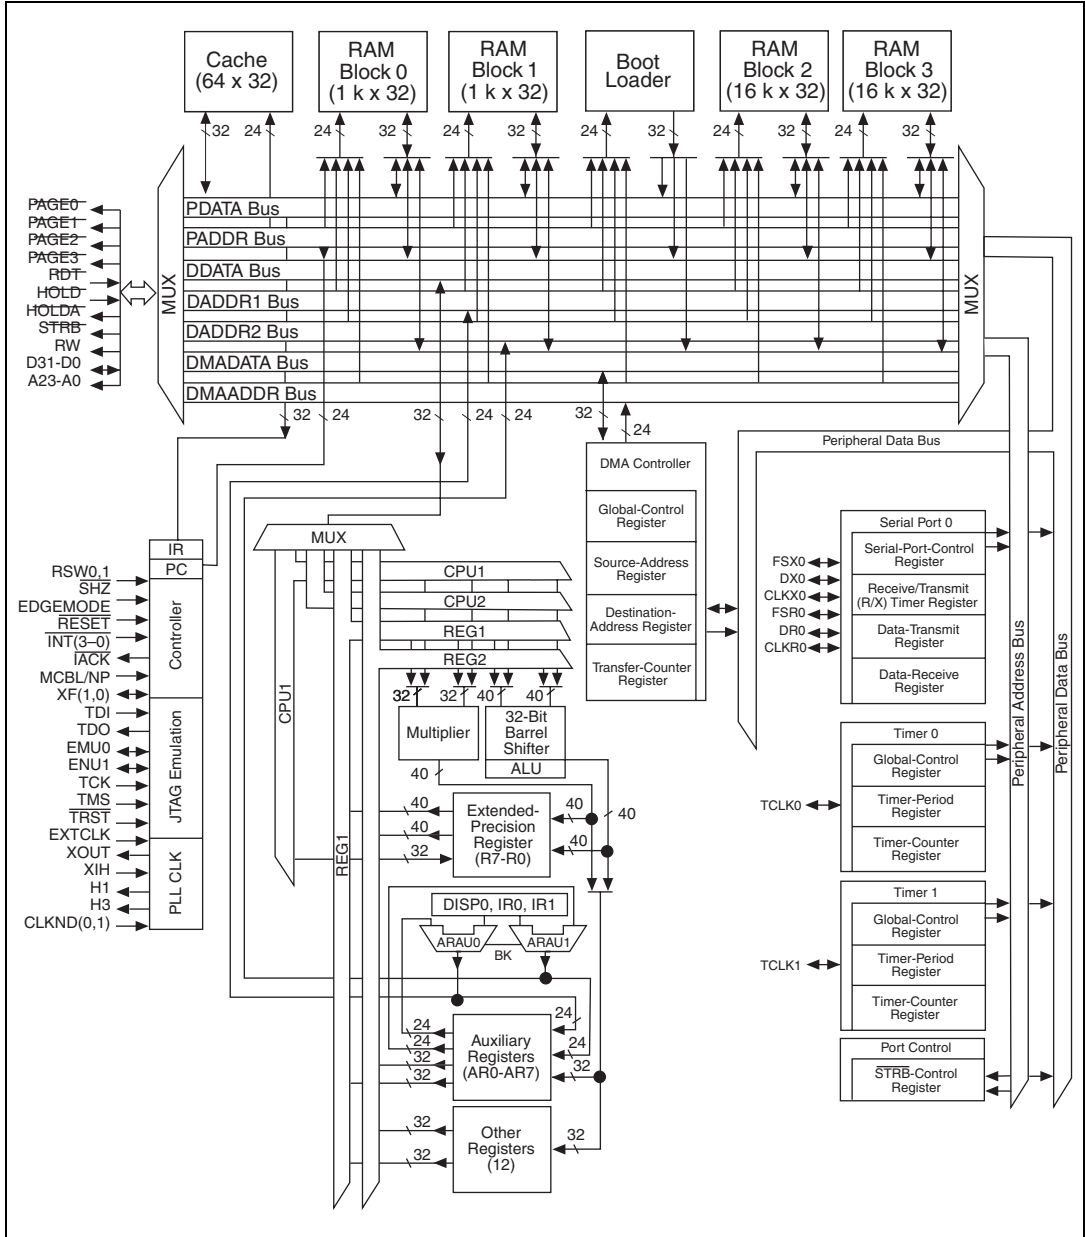 Cache
(64 x 32)
RAM
Block 0
(1 k x 32)
RAM
Block 1
(1 k x 32)
Boot
Loader
RAM
Block 2
(16 k x 32)
RAM
Block 3
(16 k x 32)
32
24
24
32
24
32
24
32
24
32
24
32
MUX
PDATA Bus
PADDR Bus
DDATA Bus
DADDR1 Bus
DADDR2 Bus
DMADATA Bus
DMAADDR Bus
MUX
PAGE0
PAGE1
PAGE2
PAGE3
RDT
HOLD
HOLDA
STRB
RW
D31-D0
A23-A0
32
24
32
24
24
32
24
Peripheral Data Bus
DMA Controller
Global-Control
Register
Source-Address
Register
Destination-
Address Register
Transfer-Counter
Register
IR
PC
Controller
JTAG Emulation
PLL CLK
RSW0,1
SHZ
EDGEMODE
RESET
INT(3–0)
IACK
MCBL/NP
XF(1,0)
TDI
TDO
EMU0
ENU1
TCK
TMS
TRST
EXTCLK
XOUT
XIH
H1
H3
CLKND(0,1)
MUX
CPU1
CPU2
REG1
REG2
CPU1
REG1
32
32
40
40
Multiplier
32-Bit
Barrel
Shifter
ALU
40
40
40
40
32
Extended-
Precision
Register
(R7-R0)
40
40
40
DISP0, IR0, IR1
ARAU0
BK
ARAU1
24
24
32
32
Auxiliary
Registers
(AR0-AR7)
24
24
32
32
32
Other
Registers
(12)
32
Serial Port 0
Serial-Port-Control
Register
Receive/Transmit
(R/X) Timer Register
Data-Transmit
Register
Data-Receive
Register
FSX0
DX0
CLKX0
FSR0
DR0
CLKR0
Timer 0
Global-Control
Register
Timer-Period
Register
Timer-Counter
Register
TCLK0
Timer 1
Global-Control
Register
Timer-Period
Register
Timer-Counter
Register
TCLK1
Port Control
STRB-Control
Register
Peripheral Address Bus
Peripheral Data Bus